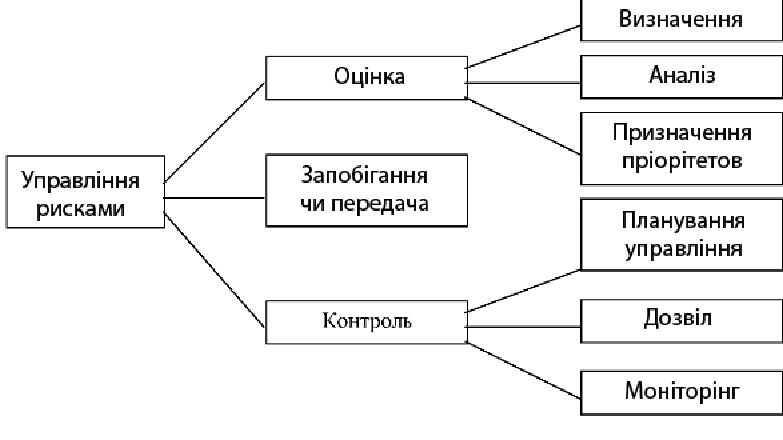 Управління
рисками
Оцінка
Запобігання
чи передача
Контроль
Визначення
Аналіз
Призначення
пріорітетов
Планування
управління
Дозвіл
Моніторінг